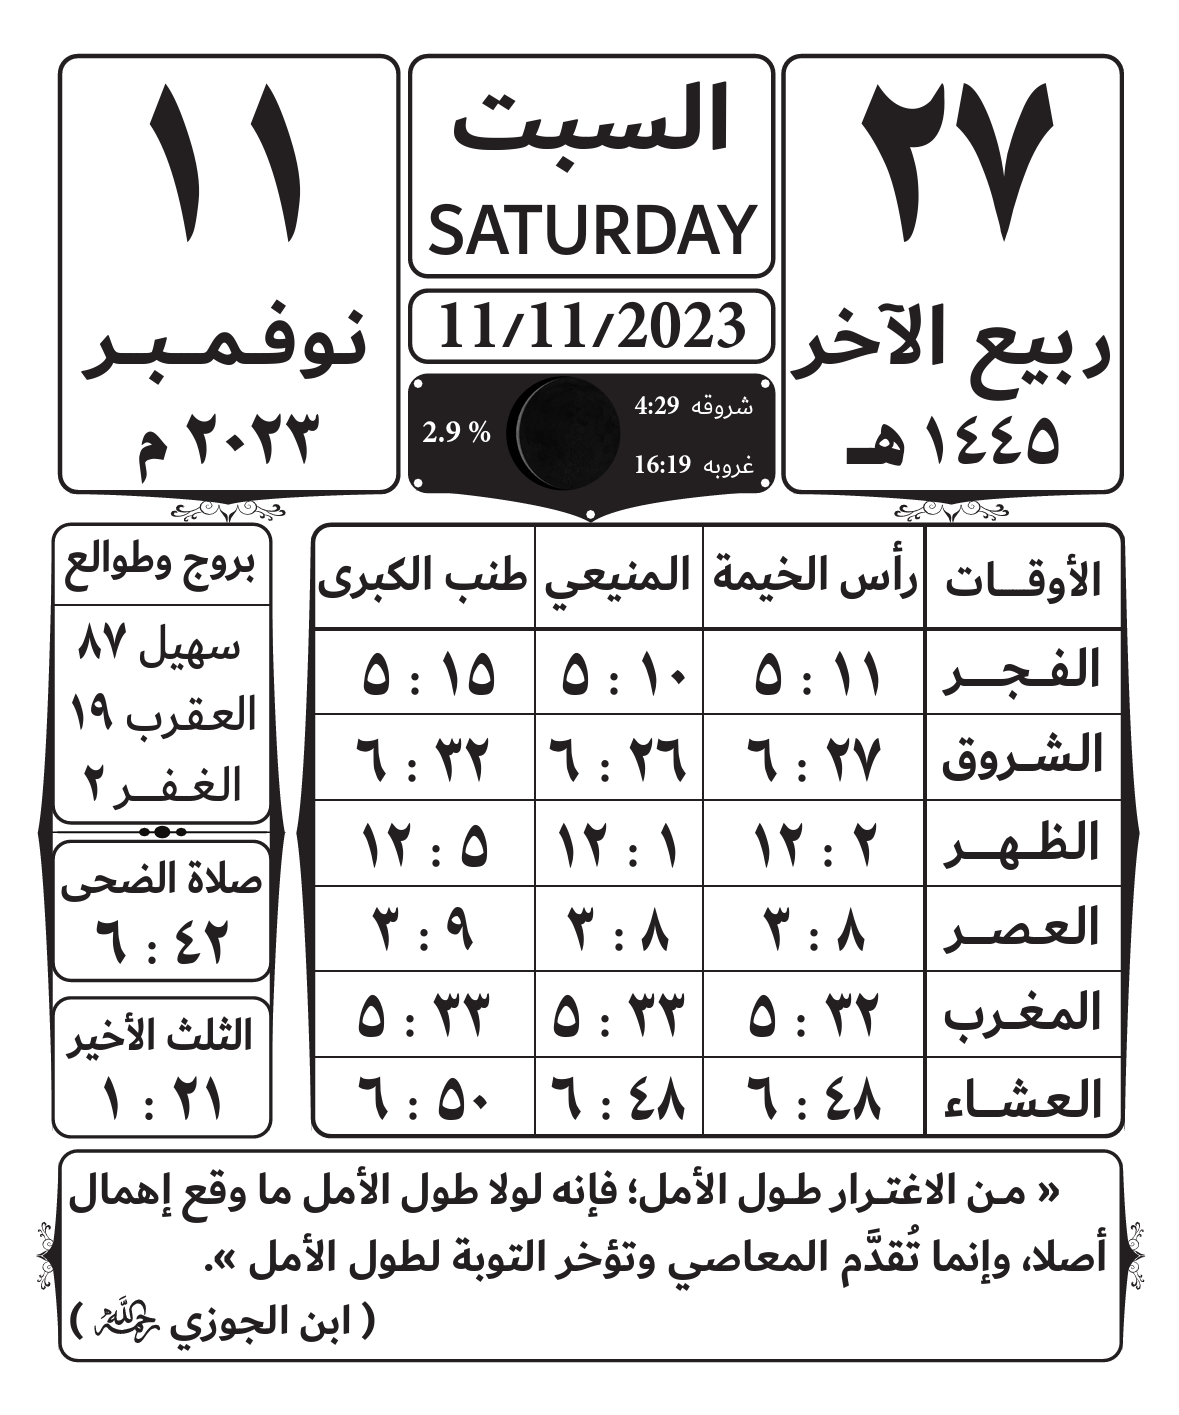 ٢٧
ربيع الآخر
١٤٤٥ هـ
السبت
SATURDAY
11/11/2023
شروقه 4:29
غروبه 16:19
2.9 %
١١
نوفمبر
٢٠٢٣ م
الأوقات رأس الخيمة المنيعي طنب الكبرى
الفجر ١١ : ٥ ١٠ : ٥ ١٥ : ٥
الشروق ٢٧ : ٦ ٢٦ : ٦ ٣٢ : ٦
الظهر ٢ : ١٢ ١ : ١٢ ٥ : ١٢
العصر ٨ : ٣ ٨ : ٣ ٩ : ٣
المغرب ٣٢ : ٥ ٣٣ : ٥ ٣٣ : ٥
العشاء ٤٨ : ٦ ٤٨ : ٦ ٥٠ : ٦
بروج وطوالع
سهيل ٨٧
العقرب ١٩
الغفر ٢
صلاة الضحى
٤٢ : ٦
الثلث الأخير
٢١ : ١
« من الاغترار طول الأمل؛ فإنه لولا طول الأمل ما وقع إهمال
أصلا، وإنما تُقدَّم المعاصي وتؤخر التوبة لطول الأمل ».
( ابن الجوزي رحمه الله )